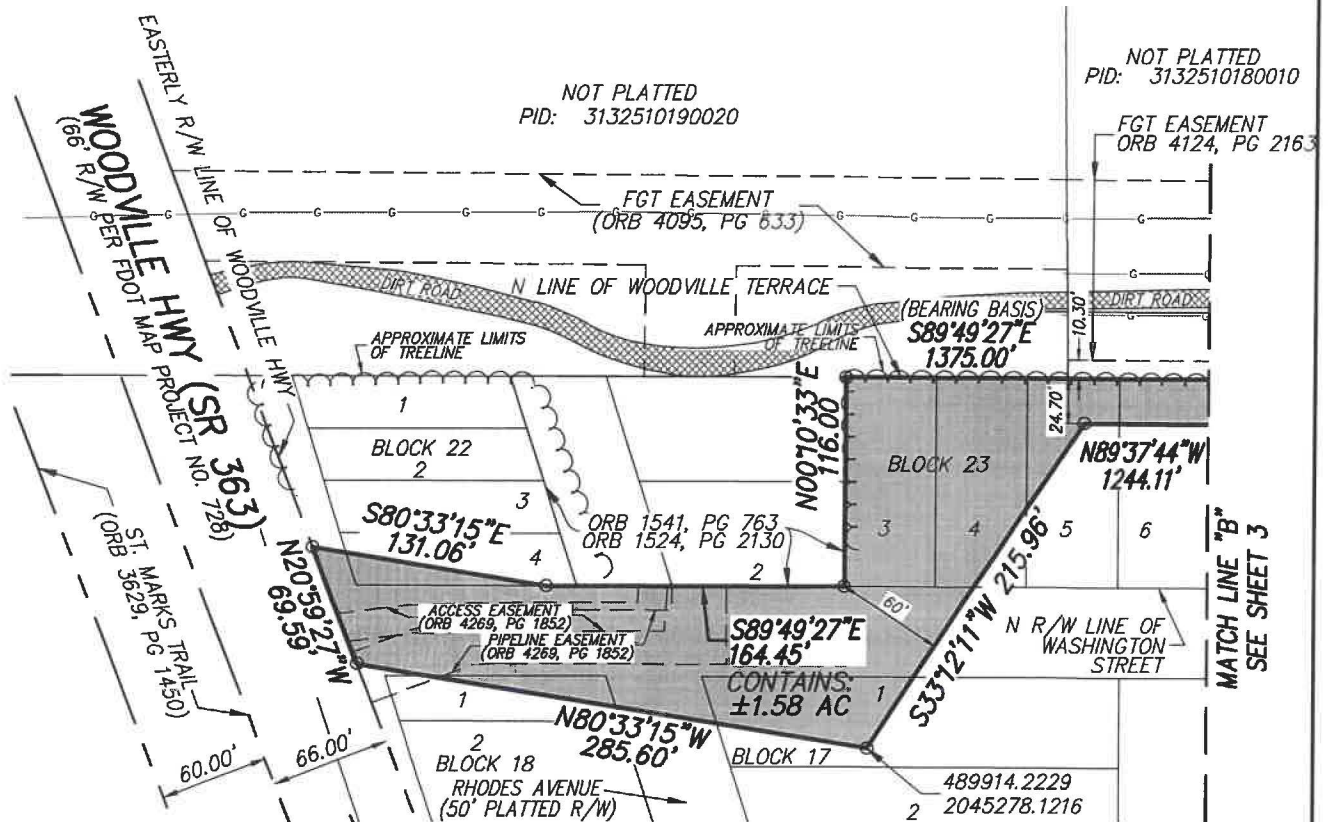 NOT PLATTED
PID: 3132510190020
NOT PLATTED
PID: 3132510180010
FGT EASEMENT
ORB 4124, PG 2163
EASTERLY R/W LINE OF WOODVILLE HWY
WOODVILLE HWY (SR 363)
(66' R/W PER FDOT MAP PROJECT NO. 728)
FGT EASEMENT
(ORB 4095, PG 633)
G G G G G G G G G G G G G G
G
G G G
DIRT ROAD
N LINE OF WOODVILLE TERRACE
DIRT ROAD
(BEARING BASIS)
S89°49'27"E
1375.00'
10.30'
APPROXIMATE LIMITS
OF TREELINE
APPROXIMATE LIMITS
OF TREELINE
N00°10'33"E
116.00
24.70'
1
BLOCK 22
2
3
4
BLOCK 23
3
4
5
6
N89°37'44"W
1244.11'
S80°33'15"E
131.06'
ORB 1541, PG 763
ORB 1524, PG 2130
2
MATCH LINE "B"
SEE SHEET 3
ST. MARKS TRAIL
(ORB 3629, PG 1450)
N20°59'27"W
69.59'
ACCESS EASEMENT
(ORB 4269, PG 1852)
PIPELINE EASEMENT
(ORB 4269, PG 1852)
S89°49'27"E
164.45'
CONTAINS:
±1.58 AC
60'
S33°12'11"W 215.96'
N R/W LINE OF
WASHINGTON
STREET
1
1
N80°33'15"W
285.60'
2
BLOCK 18
BLOCK 17
60.00'
66.00'
RHODES AVENUE
(50' PLATTED R/W)
489914.2229
2045278.1216
2